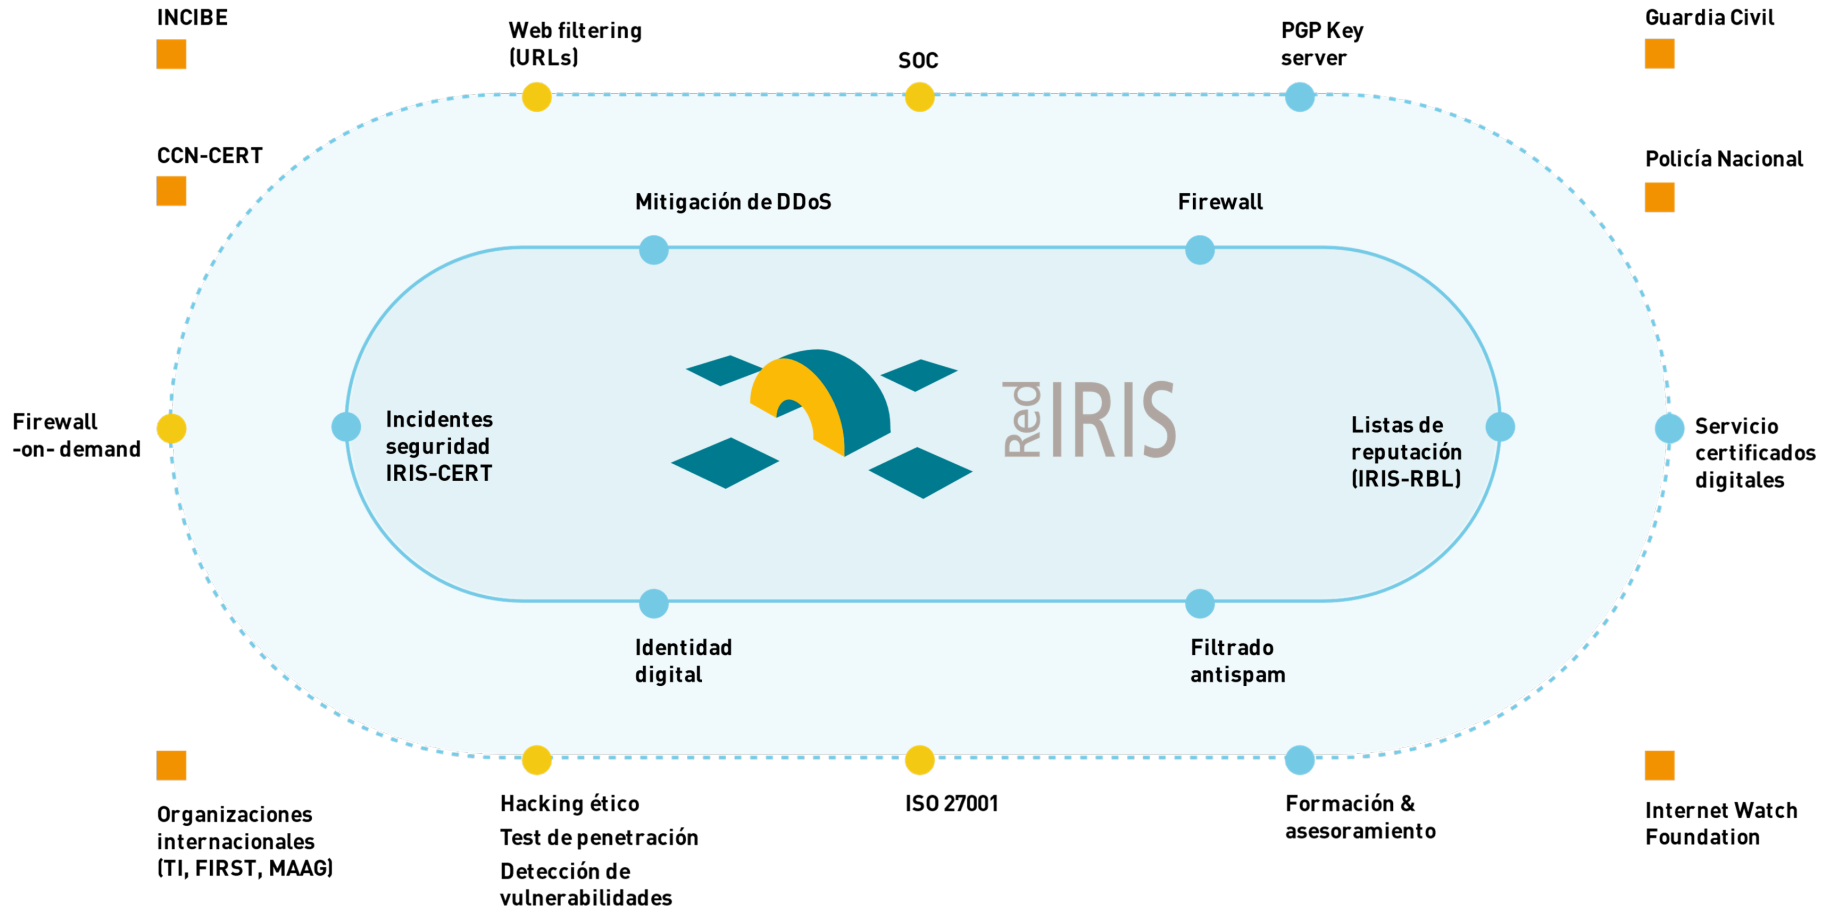 INCIBE
Web filtering
(URLs)
SOC
PGP Key
server
Guardia Civil
CCN-CERT
Policía Nacional
Mitigación de DDoS
Firewall
Firewall
-on- demand
Incidentes
seguridad
IRIS-CERT
Red
IRIS
Listas de
reputación
(IRIS-RBL)
Servicio
certificados
digitales
Identidad
digital
Filtrado
antispam
Organizaciones
internacionales
(TI, FIRST, MAAG)
Hacking ético
Test de penetración
Detección de
vulnerabilidades
ISO 27001
Formación &
asesoramiento
Internet Watch
Foundation